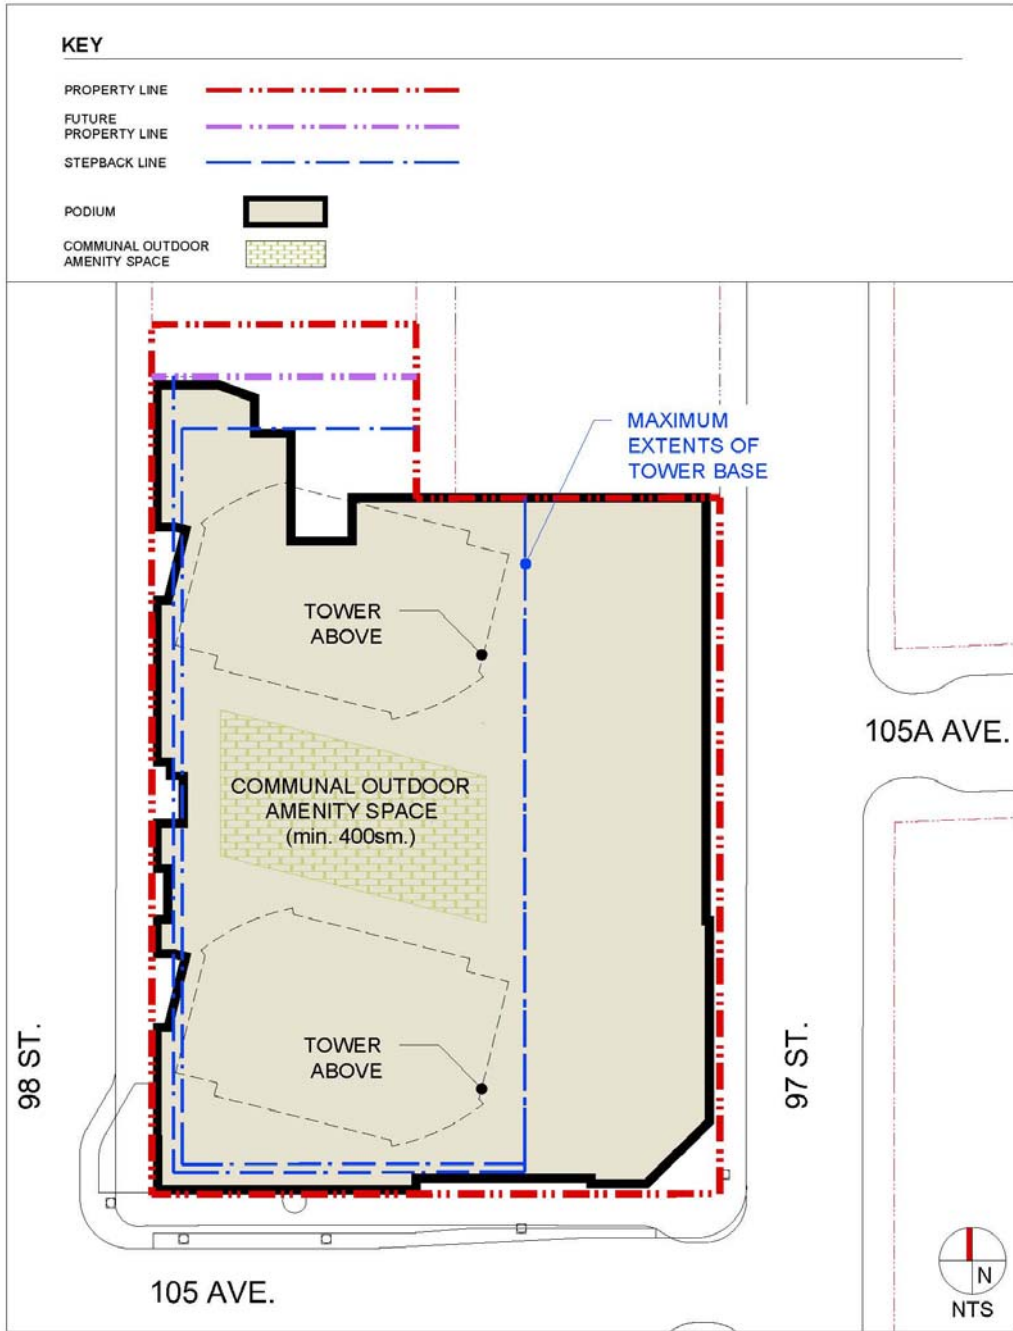 KEY
PROPERTY LINE
FUTURE
PROPERTY LINE
STEPBACK LINE
PODIUM
COMMUNAL OUTDOOR
AMENITY SPACE
MAXIMUM
EXTENTS OF
TOWER BASE
TOWER
ABOVE
105A AVE.
COMMUNAL OUTDOOR
AMENITY SPACE
(min. 400sm.)
98 ST.
TOWER
ABOVE
97 ST.
105 AVE.
N
NTS